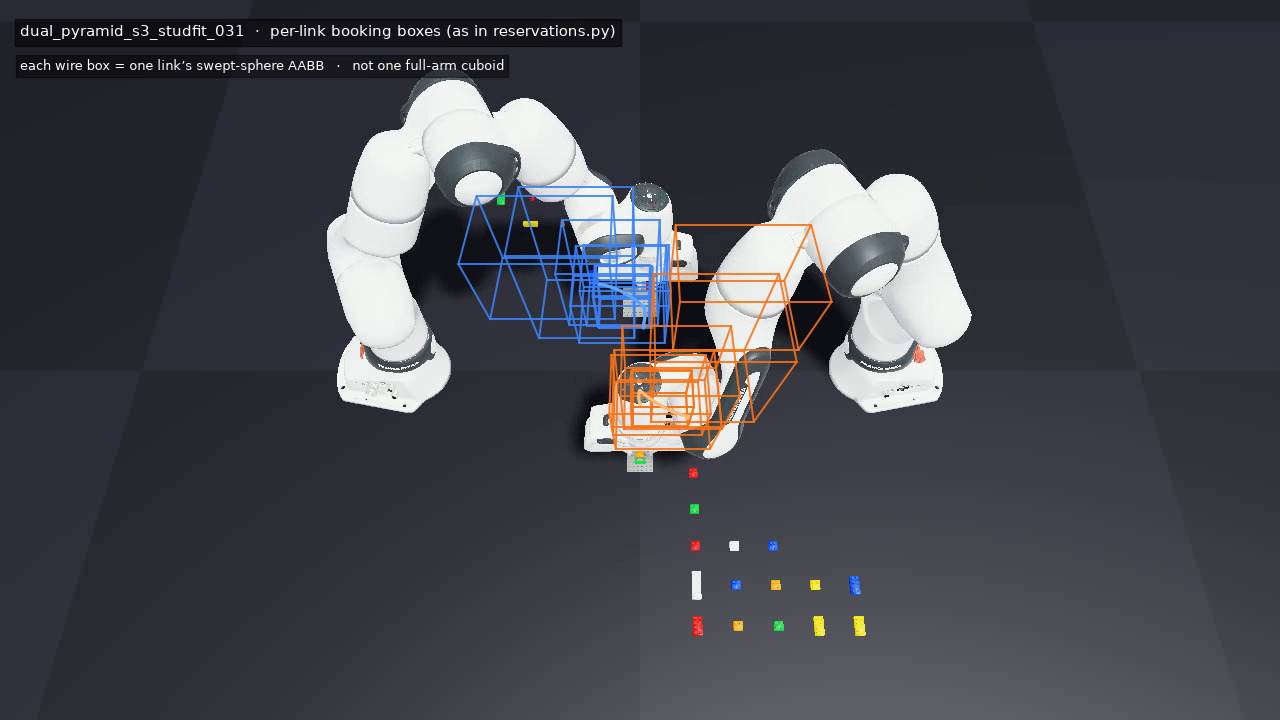 dual_pyramid_s3_studfit_031 · per-link booking boxes (as in reservations.py)
each wire box = one link’s swept-sphere AABB · not one full-arm cuboid